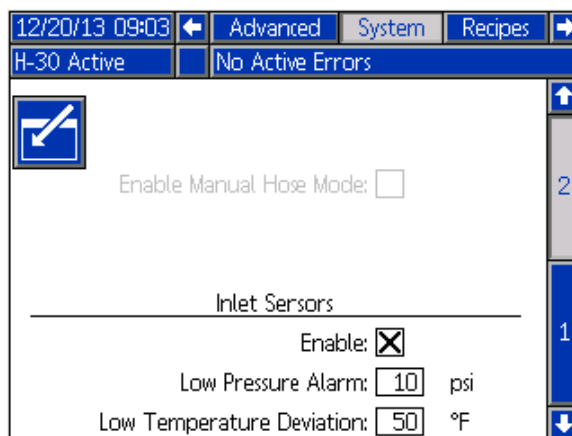 12/20/13 09:03 Advanced System Recipes
H-30 Active No Active Errors
Enable Manual Hose Mode:
2
Inlet Sersors
Enable:
1
Low Pressure Alarm: 10 psi
Low Temperature Deviation: 50 °F